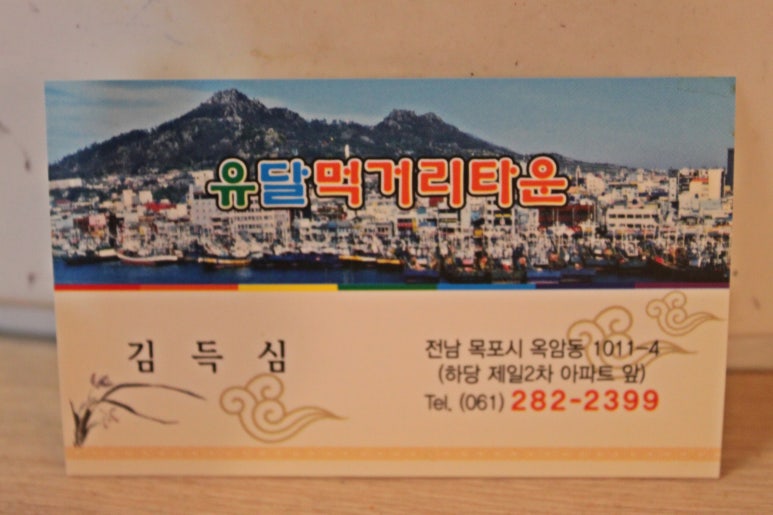 유달먹거리타운
김 득 심
전남 목포시 옥암동 1011-4
(하당 제일2차 아파트 앞)
Tel. (061) 282-2399